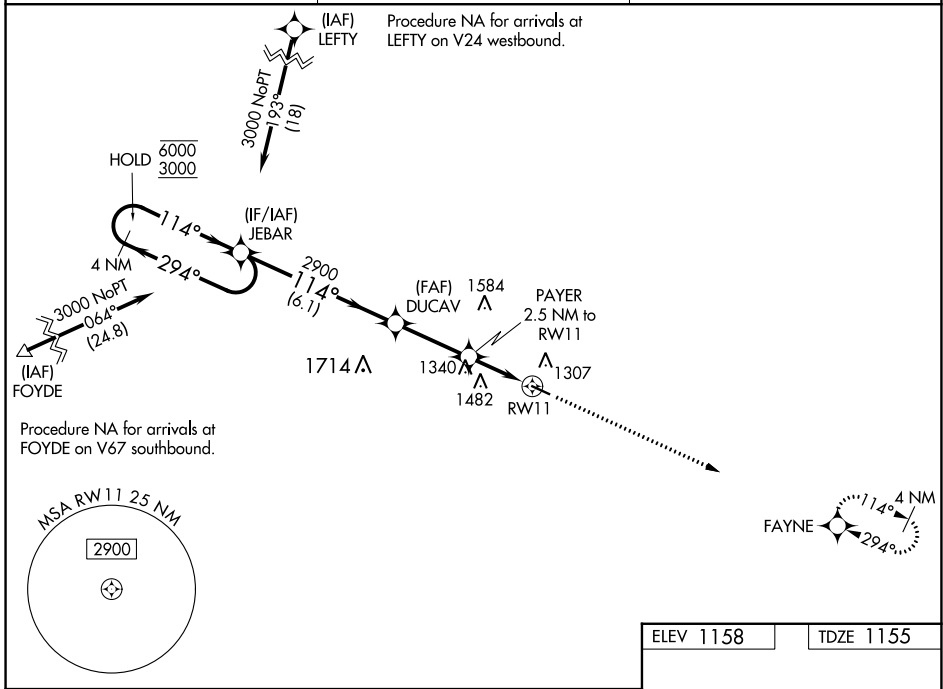 (IAF)
LEFTY
Procedure NA for arrivals at
LEFTY on V24 westbound.
3000 NoPT
193°
(18)
HOLD
6000
3000
114°
294°
4 NM
(IF/IAF)
JEBAR
2900
114°
(6.1)
(FAF)
DUCAV
1584
PAYER
2.5 NM to
RW11
3000 NoPT
064°
(24.8)
(IAF)
FOYDE
1714
1340
1482
1307
RW11
Procedure NA for arrivals at
FOYDE on V67 southbound.
MSA RW11 25 NM
2900
FAYNE
114°
294°
4 NM
ELEV 1158
TDZE 1155